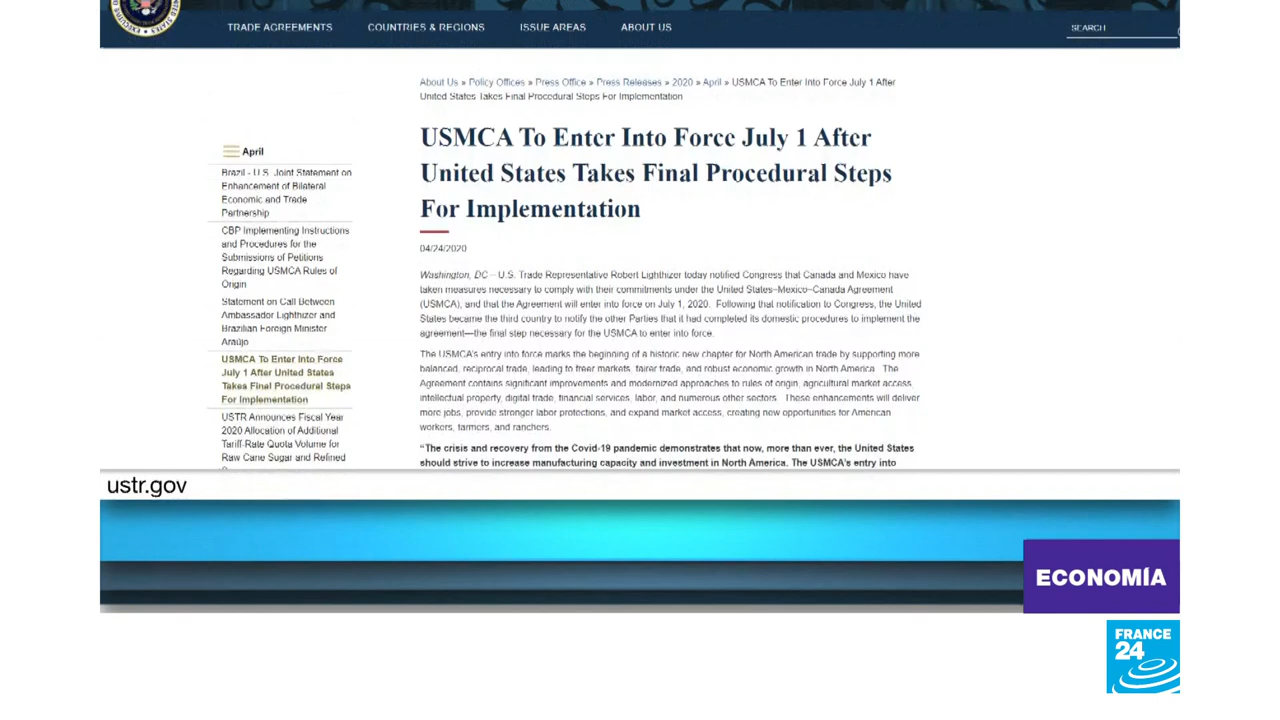 TRADE AGREEMENTS COUNTRIES & REGIONS ISSUE AREAS ABOUT US SEARCH
About Us » Policy Offices » Press Office » Press Releases » 2020 » April » USMCA To Enter Into Force July 1 After
United States Takes Final Procedural Steps For Implementation
USMCA To Enter Into Force July 1 After
United States Takes Final Procedural Steps
For Implementation
04/24/2020
April
Brazil - U.S. Joint Statement on
Enhancement of Bilateral
Economic and Trade
Partnership
CBP Implementing Instructions
and Procedures for the
Submissions of Petitions
Regarding USMCA Rules of
Origin
Statement on Call Between
Ambassador Lighthizer and
Brazilian Foreign Minister
Araújo
USMCA To Enter Into Force
July 1 After United States
Takes Final Procedural Steps
For Implementation
USTR Announces Fiscal Year
2020 Allocation of Additional
Tariff-Rate Quota Volume for
Raw Cane Sugar and Refined
Washington, DC – U.S. Trade Representative Robert Lighthizer today notified Congress that Canada and Mexico have
taken measures necessary to comply with their commitments under the United States–Mexico–Canada Agreement
(USMCA), and that the Agreement will enter into force on July 1, 2020. Following that notification to Congress, the United
States became the third country to notify the other Parties that it had completed its domestic procedures to implement the
agreement—the final step necessary for the USMCA to enter into force.
The USMCA's entry into force marks the beginning of a historic new chapter for North American trade by supporting more
balanced, reciprocal trade, leading to freer markets, fairer trade, and robust economic growth in North America. The
Agreement contains significant improvements and modernized approaches to rules of origin, agricultural market access,
intellectual property, digital trade, financial services, labor, and numerous other sectors. These enhancements will deliver
more jobs, provide stronger labor protections, and expand market access, creating new opportunities for American
workers, farmers, and ranchers.
"The crisis and recovery from the Covid-19 pandemic demonstrates that now, more than ever, the United States
should strive to increase manufacturing capacity and investment in North America. The USMCA's entry into
ustr.gov
ECONOMÍA
FRANCE
24